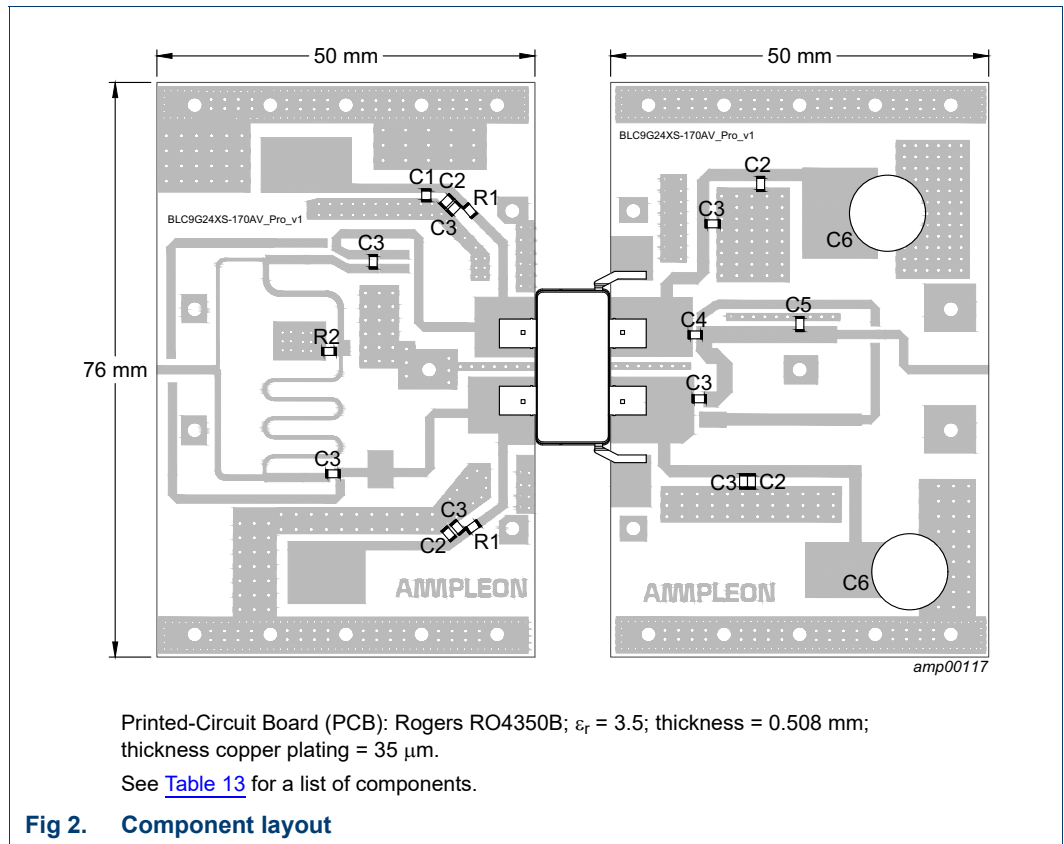 50 mm
50 mm
76 mm
BLC9G24XS-170AV_Pro_v1
C1
C2
R1
C3
C3
R2
C3
C3
C2
R1
AMPLEON
BLC9G24XS-170AV_Pro_v1
C2
C3
C6
C4
C5
C3
C3 C2
C6
AMPLEON
amp00117
Printed-Circuit Board (PCB): Rogers RO4350B; εr = 3.5; thickness = 0.508 mm;
thickness copper plating = 35 μm.
See Table 13 for a list of components.
Fig 2. Component layout